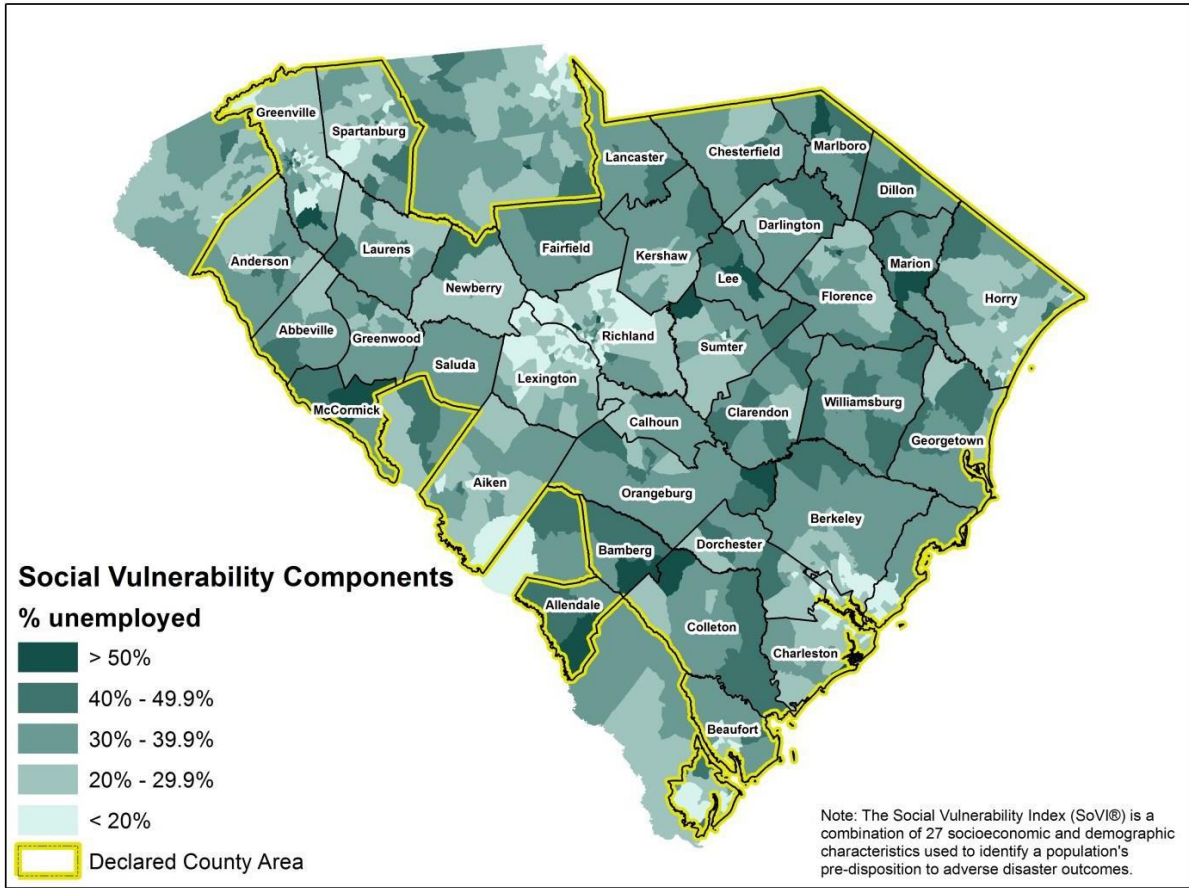 Greenville
Spartanburg
Lancaster
Chesterfield
Marlboro
Dillon
Darlington
Laurens
Fairfield
Kershaw
Anderson
Lee
Marion
Newberry
Florence
Horry
Abbeville
Greenwood
Richland
Sumter
Saluda
Lexington
Williamsburg
McCormick
Clarendon
Calhoun
Georgetown
Aiken
Orangeburg
Berkeley
Bamberg
Dorchester
Allendale
Colleton
Charleston
Beaufort
Social Vulnerability Components
% unemployed
> 50%
40% - 49.9%
30% - 39.9%
20% - 29.9%
< 20%
Declared County Area
Note: The Social Vulnerability Index (SoVI®) is a
combination of 27 socioeconomic and demographic
characteristics used to identify a population's
pre-disposition to adverse disaster outcomes.